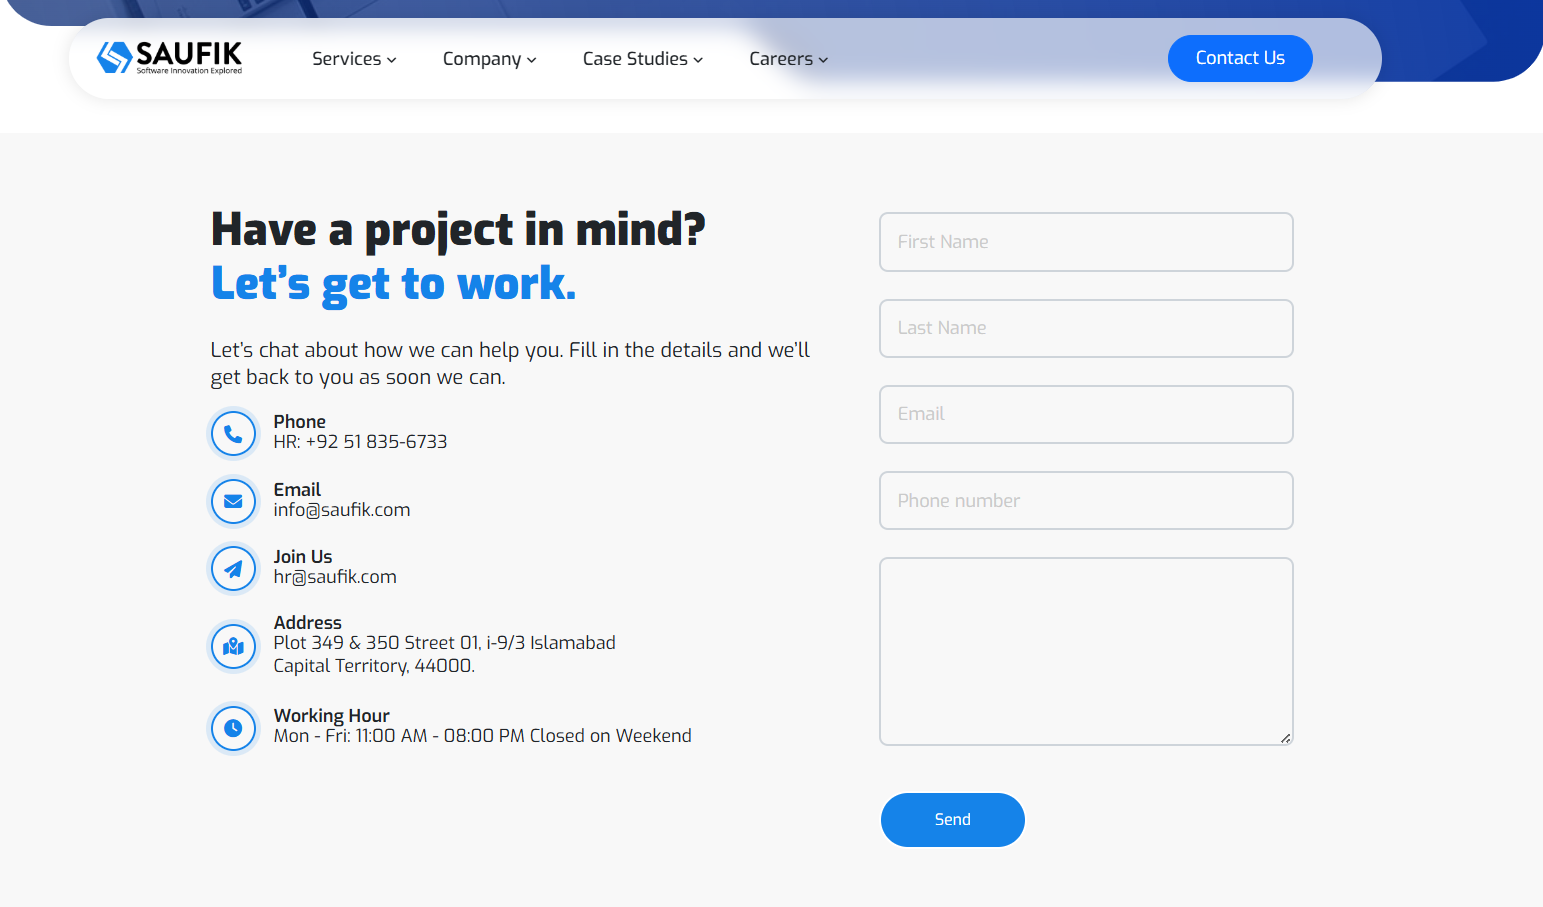 SAUFIK
Software Innovation Explored
Services
Company
Case Studies
Careers
Contact Us
Have a project in mind?
Let’s get to work.
Let’s chat about how we can help you. Fill in the details and we’ll
get back to you as soon we can.
Phone
HR: +92 51 835-6733
Email
info@saufik.com
Join Us
hr@saufik.com
Address
Plot 349 & 350 Street 01, i-9/3 Islamabad
Capital Territory, 44000.
Working Hour
Mon - Fri: 11:00 AM - 08:00 PM Closed on Weekend
First Name
Last Name
Email
Phone number
Send